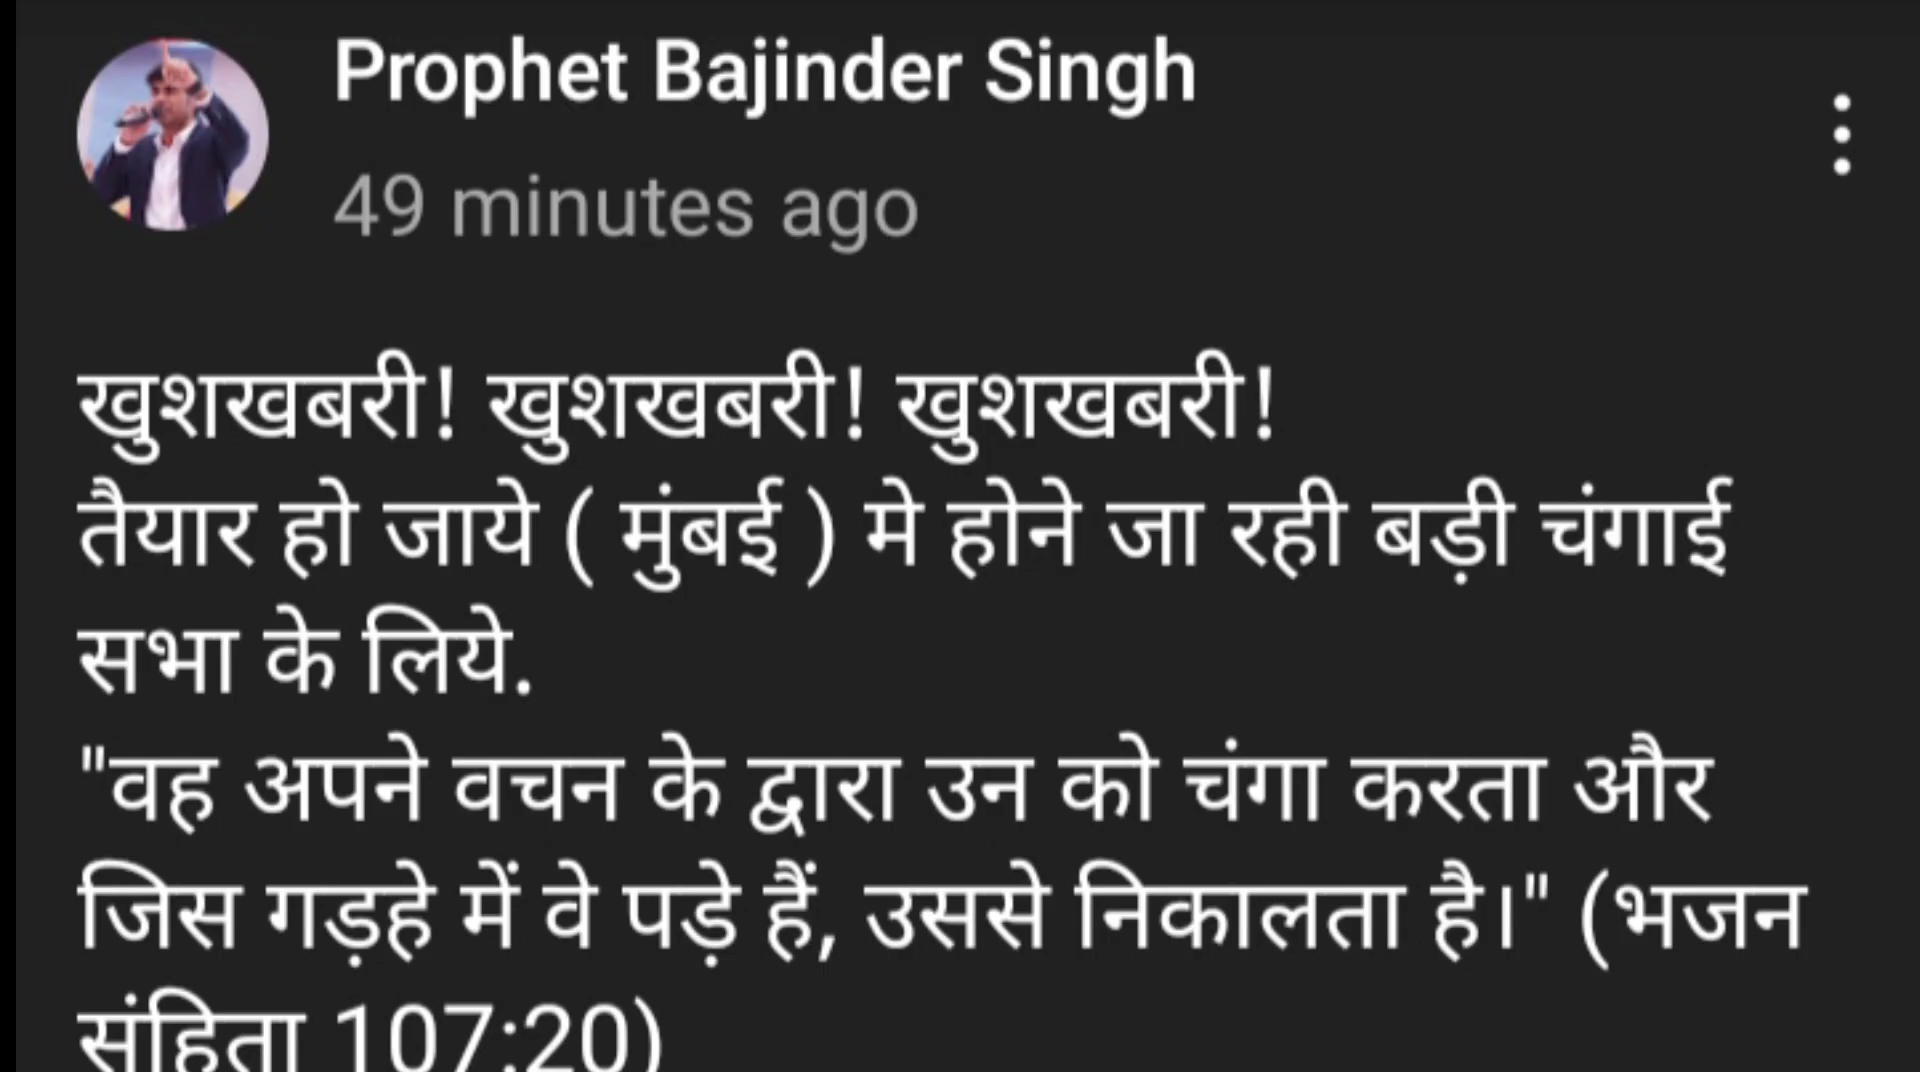 Prophet Bajinder Singh
49 minutes ago
खुशखबरी! खुशखबरी! खुशखबरी!
तैयार हो जाये ( मुंबई ) मे होने जा रही बड़ी चंगाई
सभा के लिये.
"वह अपने वचन के द्वारा उन को चंगा करता और
जिस गड़हे में वे पड़े हैं, उससे निकालता है।" (भजन
संहिता 107:20)